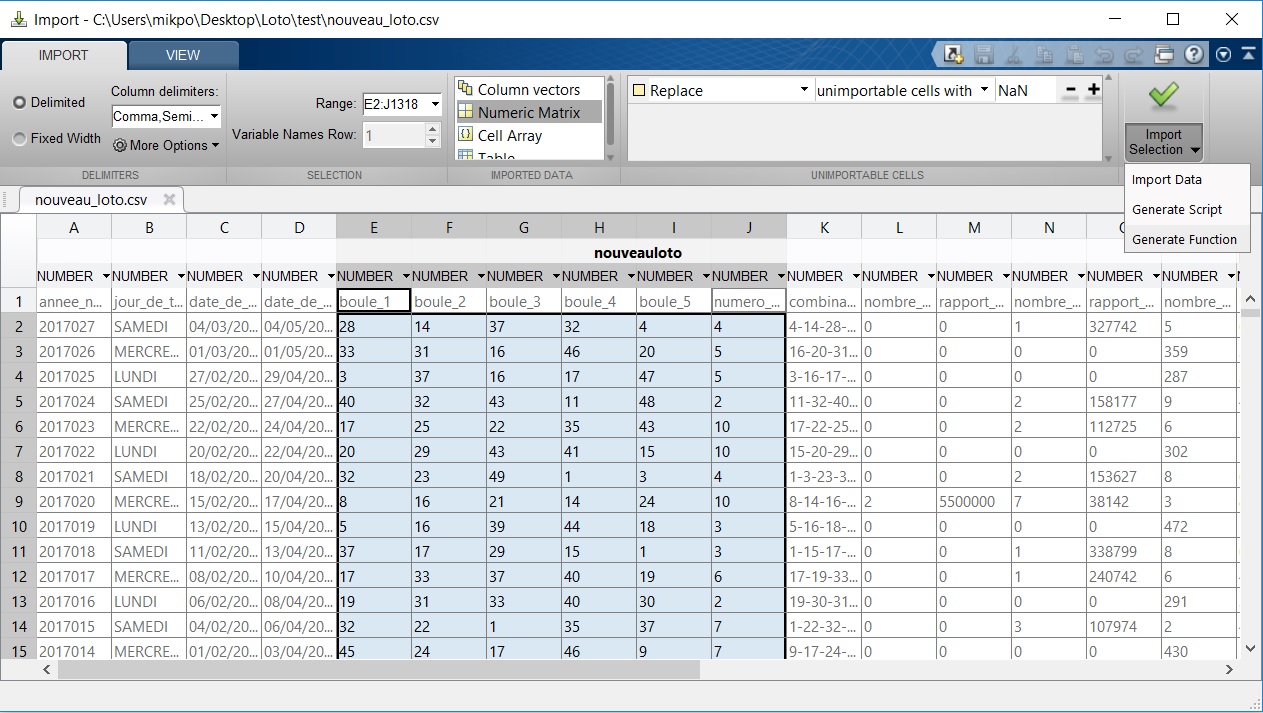 Import - C:\Users\mikpo\Desktop\Loto\test\nouveau_loto.csv
IMPORT VIEW
Delimited
Fixed Width
Column delimiters:
Comma,Semi...
More Options
DELIMITERS
Range: E2:J1318
Variable Names Row: 1
SELECTION
Column vectors
Numeric Matrix
Cell Array
Table
IMPORTED DATA
Replace unimportable cells with NaN
UNIMPORTABLE CELLS
Import
Selection
Import Data
Generate Script
Generate Function
nouveau_loto.csv
A B C D E F G H I J K L M N
nouveauloto
NUMBER NUMBER NUMBER NUMBER NUMBER NUMBER NUMBER NUMBER NUMBER NUMBER NUMBER NUMBER NUMBER NUMBER NUMBER NUMBER
1 annee_n... jour_de_t... date_de_... date_de_... boule_1 boule_2 boule_3 boule_4 boule_5 numero_... combina... nombre_... rapport_... nombre_... rapport_... nombre_...
2 2017027 SAMEDI 04/03/20... 04/05/20... 28 14 37 32 4 4 4-14-28-... 0 0 1 327742 5
3 2017026 MERCRE... 01/03/20... 01/05/20... 33 31 16 46 20 5 16-20-31... 0 0 0 0 359
4 2017025 LUNDI 27/02/20... 29/04/20... 3 37 16 17 47 5 3-16-17-... 0 0 0 0 287
5 2017024 SAMEDI 25/02/20... 27/04/20... 40 32 43 11 48 2 11-32-40... 0 0 2 158177 9
6 2017023 MERCRE... 22/02/20... 24/04/20... 17 25 22 35 43 10 17-22-25... 0 0 2 112725 6
7 2017022 LUNDI 20/02/20... 22/04/20... 20 29 43 41 15 10 15-20-29... 0 0 0 0 302
8 2017021 SAMEDI 18/02/20... 20/04/20... 32 23 49 1 3 4 1-3-23-3... 0 0 2 153627 8
9 2017020 MERCRE... 15/02/20... 17/04/20... 8 16 21 14 24 10 8-14-16-... 2 5500000 7 38142 3
10 2017019 LUNDI 13/02/20... 15/04/20... 5 16 39 44 18 3 5-16-18-... 0 0 0 0 472
11 2017018 SAMEDI 11/02/20... 13/04/20... 37 17 29 15 1 3 1-15-17-... 0 0 1 338799 8
12 2017017 MERCRE... 08/02/20... 10/04/20... 17 33 37 40 19 6 17-19-33... 0 0 1 240742 6
13 2017016 LUNDI 06/02/20... 08/04/20... 19 31 33 40 30 2 19-30-31... 0 0 0 0 291
14 2017015 SAMEDI 04/02/20... 06/04/20... 32 22 1 35 37 7 1-22-32-... 0 0 3 107974 2
15 2017014 MERCRE... 01/02/20... 03/04/20... 45 24 17 46 9 7 9-17-24-... 0 0 0 0 430